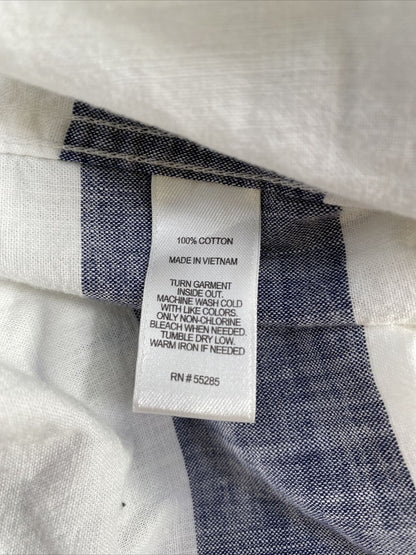 100% COTTON
MADE IN VIETNAM
TURN GARMENT
INSIDE OUT.
MACHINE WASH COLD
WITH LIKE COLORS.
ONLY NON-CHLORINE
BLEACH WHEN NEEDED.
TUMBLE DRY LOW.
WARM IRON IF NEEDED
RN # 55285